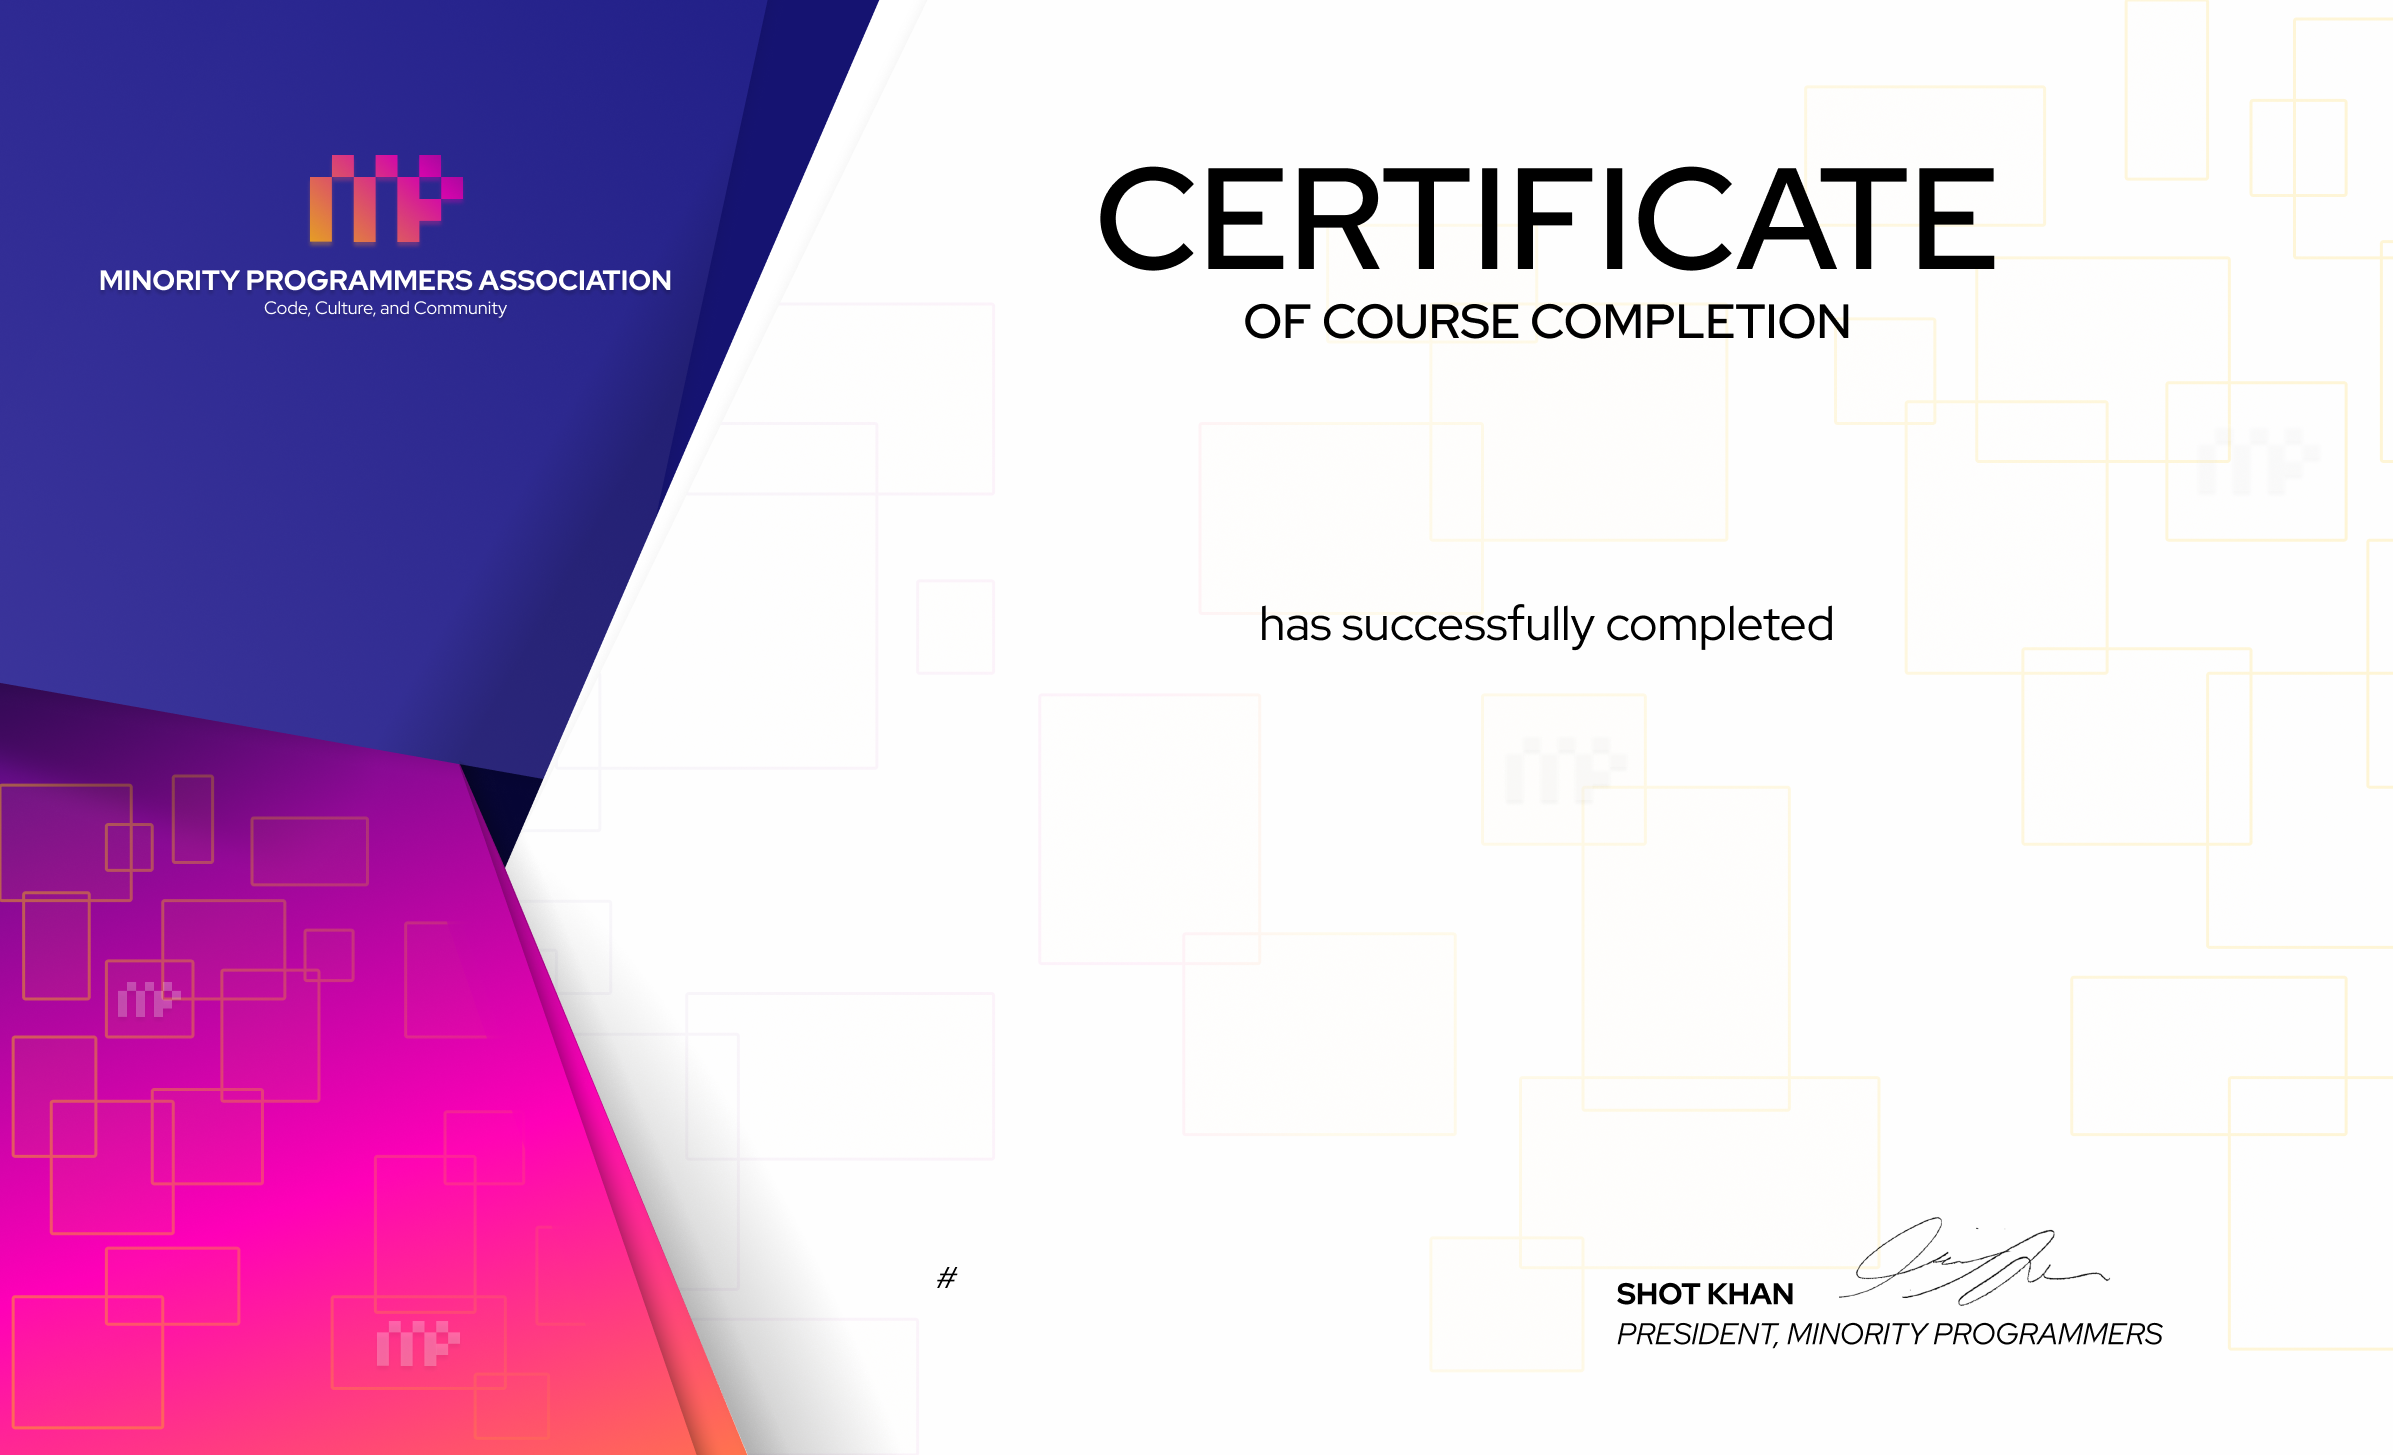 MP
MINORITY PROGRAMMERS ASSOCIATION
Code, Culture, and Community
CERTIFICATE
OF COURSE COMPLETION
has successfully completed
#
SHOT KHAN
PRESIDENT, MINORITY PROGRAMMERS